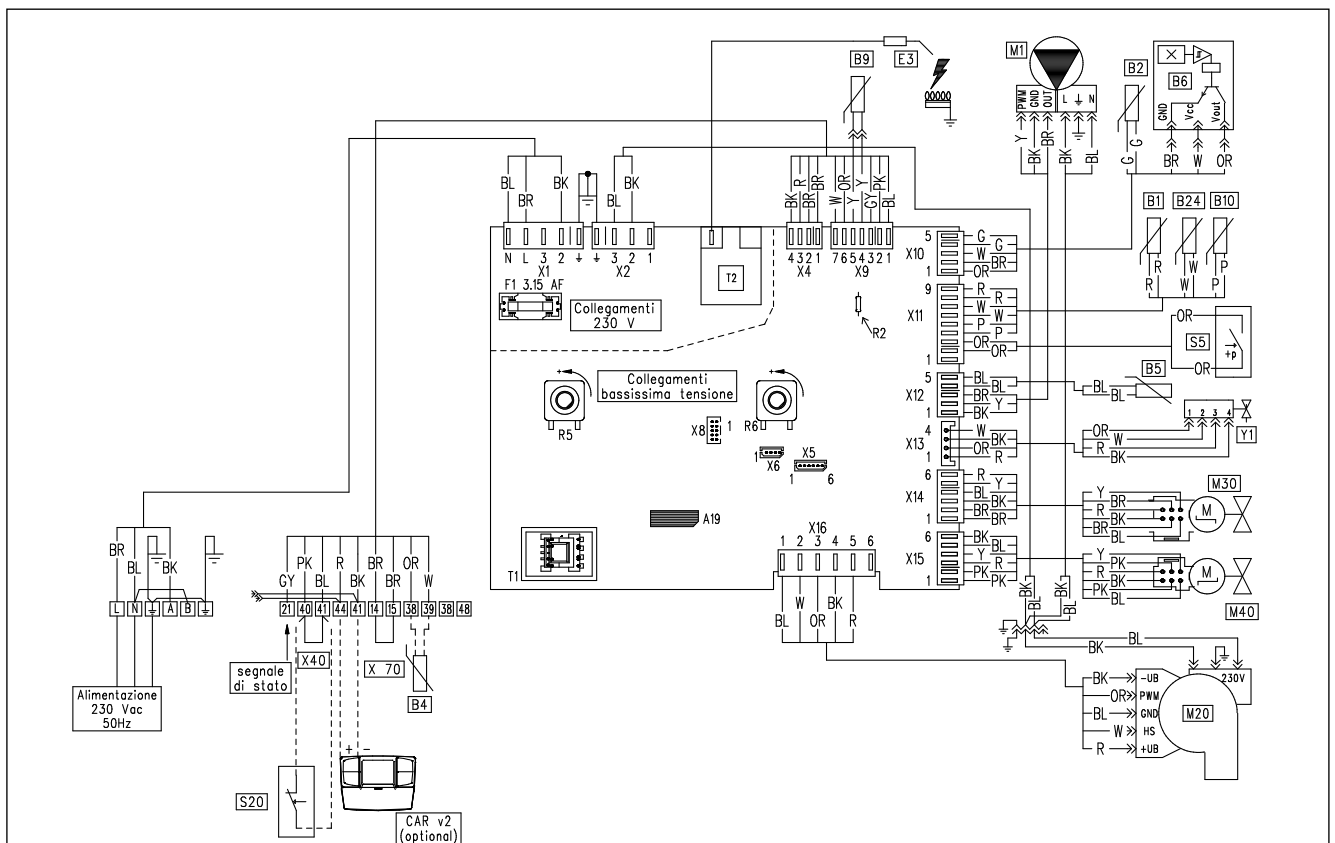 E3
B9
M1
B2
B6
PWM
GND
OUT
L
N
GND
Vcc
Vout
Y
BK
BR
BK
BL
G
G
BR
W
OR
BL
BR
BK
BL
BK
BK
R
BR
BR
W
OR
Y
Y
GY
PK
BL
B1
B24
B10
R
R
W
W
P
P
N L 3 2
X1
3 2 1
X2
T2
4 3 2 1
X4
7 6 5 4 3 2 1
X9
5
X10
1
G
G
W
BR
OR
F1 3.15 AF
Collegamenti
230 V
R2
9
X11
1
R
R
W
W
P
P
OR
OR
OR
S5
+p
OR
Collegamenti
bassissima tensione
+
R5
+
R6
5
X12
1
BL
BL
BR
Y
BK
BL
BL
B5
X8
1
1
X6
X5
1 6
4
X13
1
W
BK
OR
R
OR
W
R
BK
1 2 3 4
Y1
6
X14
1
R
Y
BL
BK
BR
BR
Y
BR
R
BK
BR
BL
M
M30
A19
T1
X16
1 2 3 4 5 6
6
X15
1
BK
BL
Y
R
PK
PK
Y
PK
R
BK
PK
BL
M
M40
BL
W
OR
BK
R
BK
BL
BK
BL
BL
BK
BR
BL
BK
L N A B
GY
PK
BL
R
BK
BR
BR
OR
W
21 40 41 44 41 14 15 38 39 38 48
segnale
di stato
X40
X 70
B4
Alimentazione
230 Vac
50Hz
BK
-UB
OR
PWM
BL
GND
W
HS
R
+UB
M20
230V
S20
+ -
CAR v2
(optional)